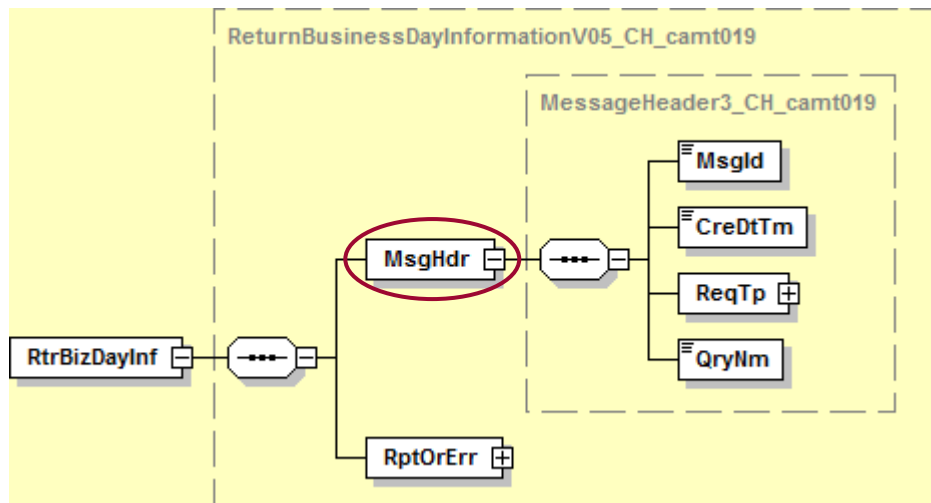 ReturnBusinessDayInformationV05_CH_camt019
MessageHeader3_CH_camt019
MsgId
CreDtTm
MsgHdr
ReqTp
QryNm
RtrBizDayInf
RptOrErr